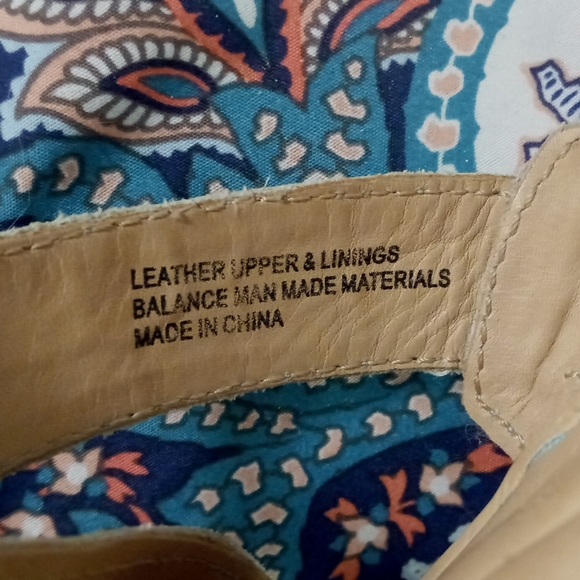 LEATHER UPPER & LININGS
BALANCE MAN MADE MATERIALS
MADE IN CHINA